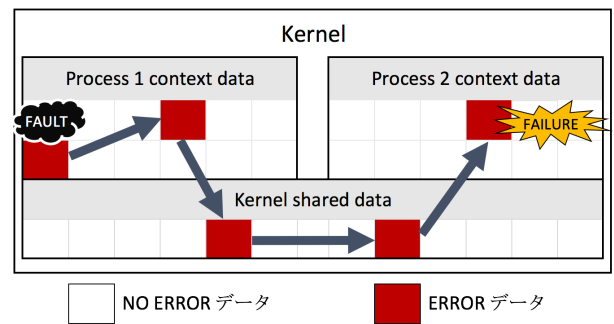 Kernel
Process 1 context data
Process 2 context data
FAULT
FAILURE
Kernel shared data
NO ERROR データ
ERROR データ